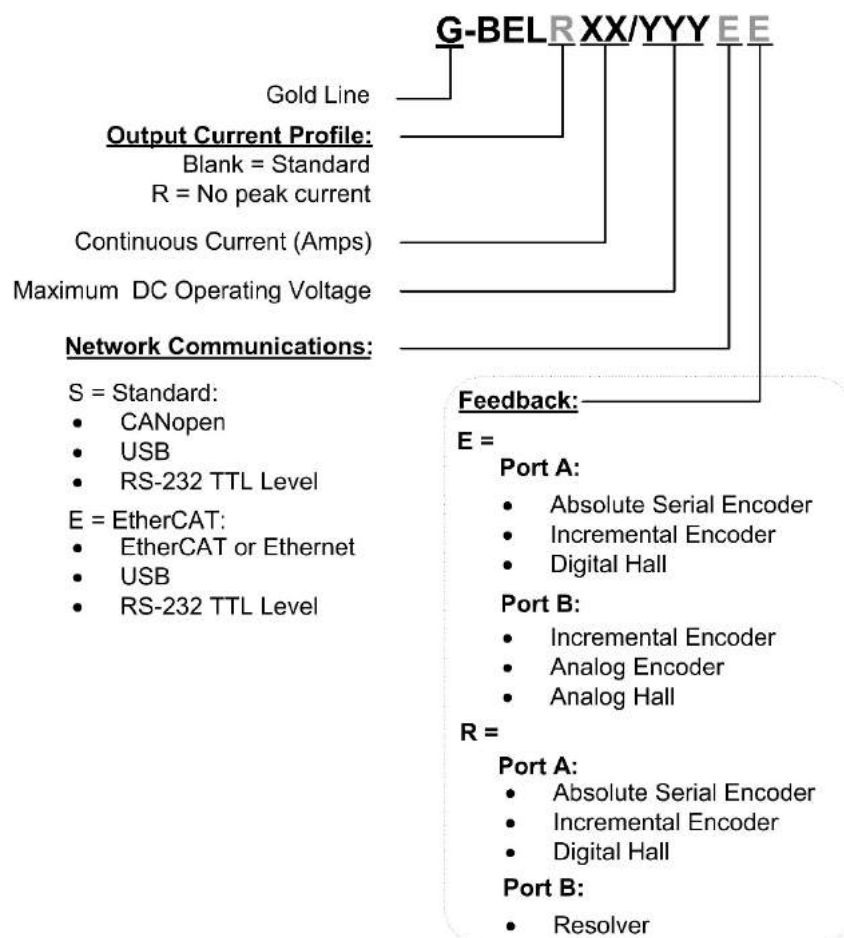 G-BELRXX/YYYEE
Gold Line
Output Current Profile:
Blank = Standard
R = No peak current
Continuous Current (Amps)
Maximum DC Operating Voltage
Network Communications:
S = Standard:
• CANopen
• USB
• RS-232 TTL Level
E = EtherCAT:
• EtherCAT or Ethernet
• USB
• RS-232 TTL Level
Feedback:
E =
Port A:
• Absolute Serial Encoder
• Incremental Encoder
• Digital Hall
Port B:
• Incremental Encoder
• Analog Encoder
• Analog Hall
R =
Port A:
• Absolute Serial Encoder
• Incremental Encoder
• Digital Hall
Port B:
• Resolver